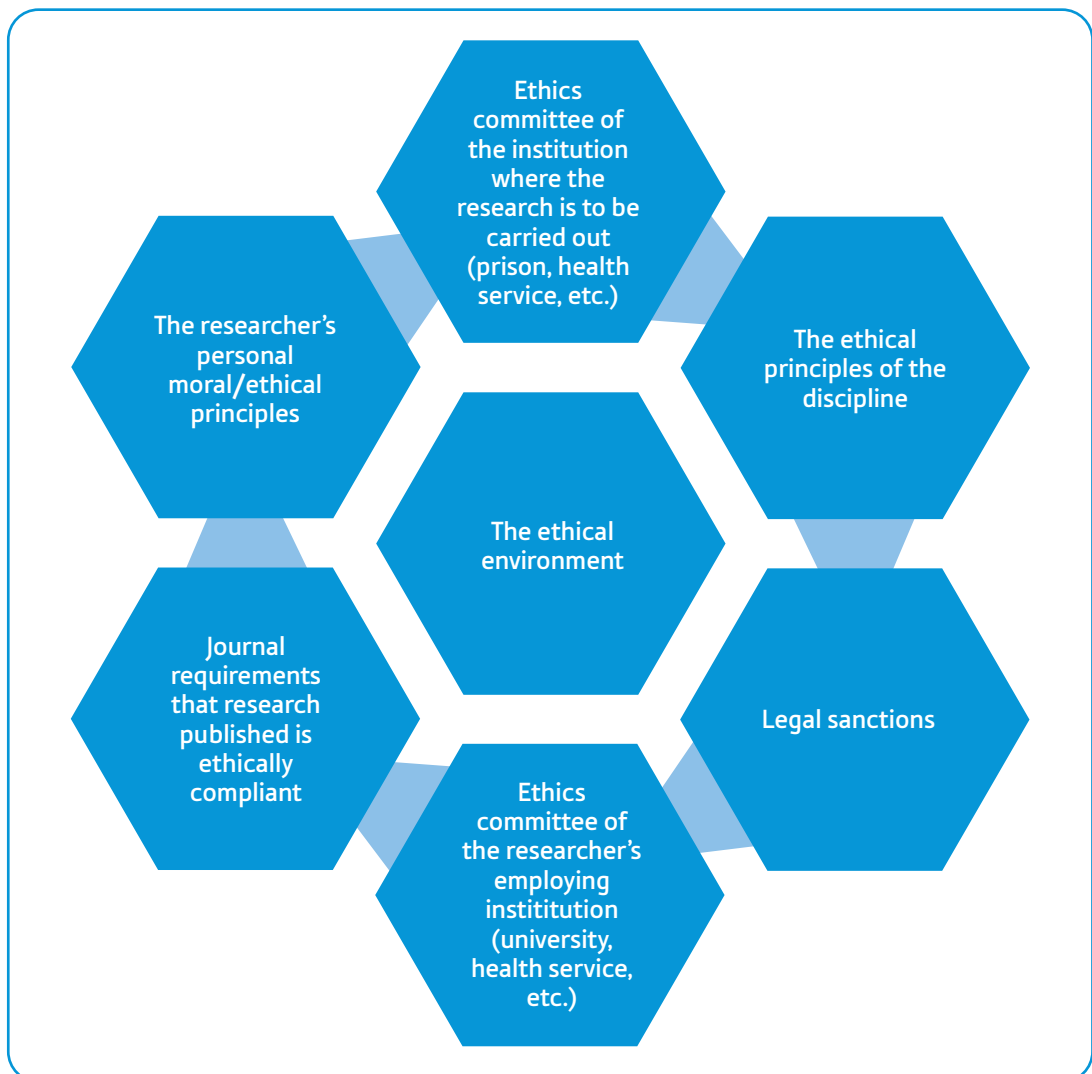 Ethics
committee of
the institution
where the
research is to be
carried out
(prison, health
service, etc.)
The researcher’s
personal
moral/ethical
principles
The ethical
principles of the
discipline
The ethical
environment
Journal
requirements
that research
published is
ethically
compliant
Legal sanctions
Ethics
committee of
the researcher’s
employing
instititution
(university,
health service,
etc.)